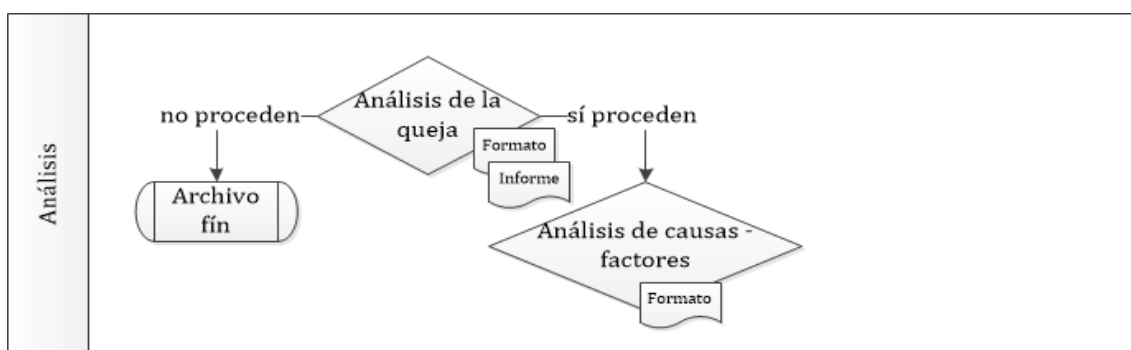 Análisis
Análisis de la
queja
no proceden
sí proceden
Formato
Informe
Archivo
fín
Análisis de causas -
factores
Formato